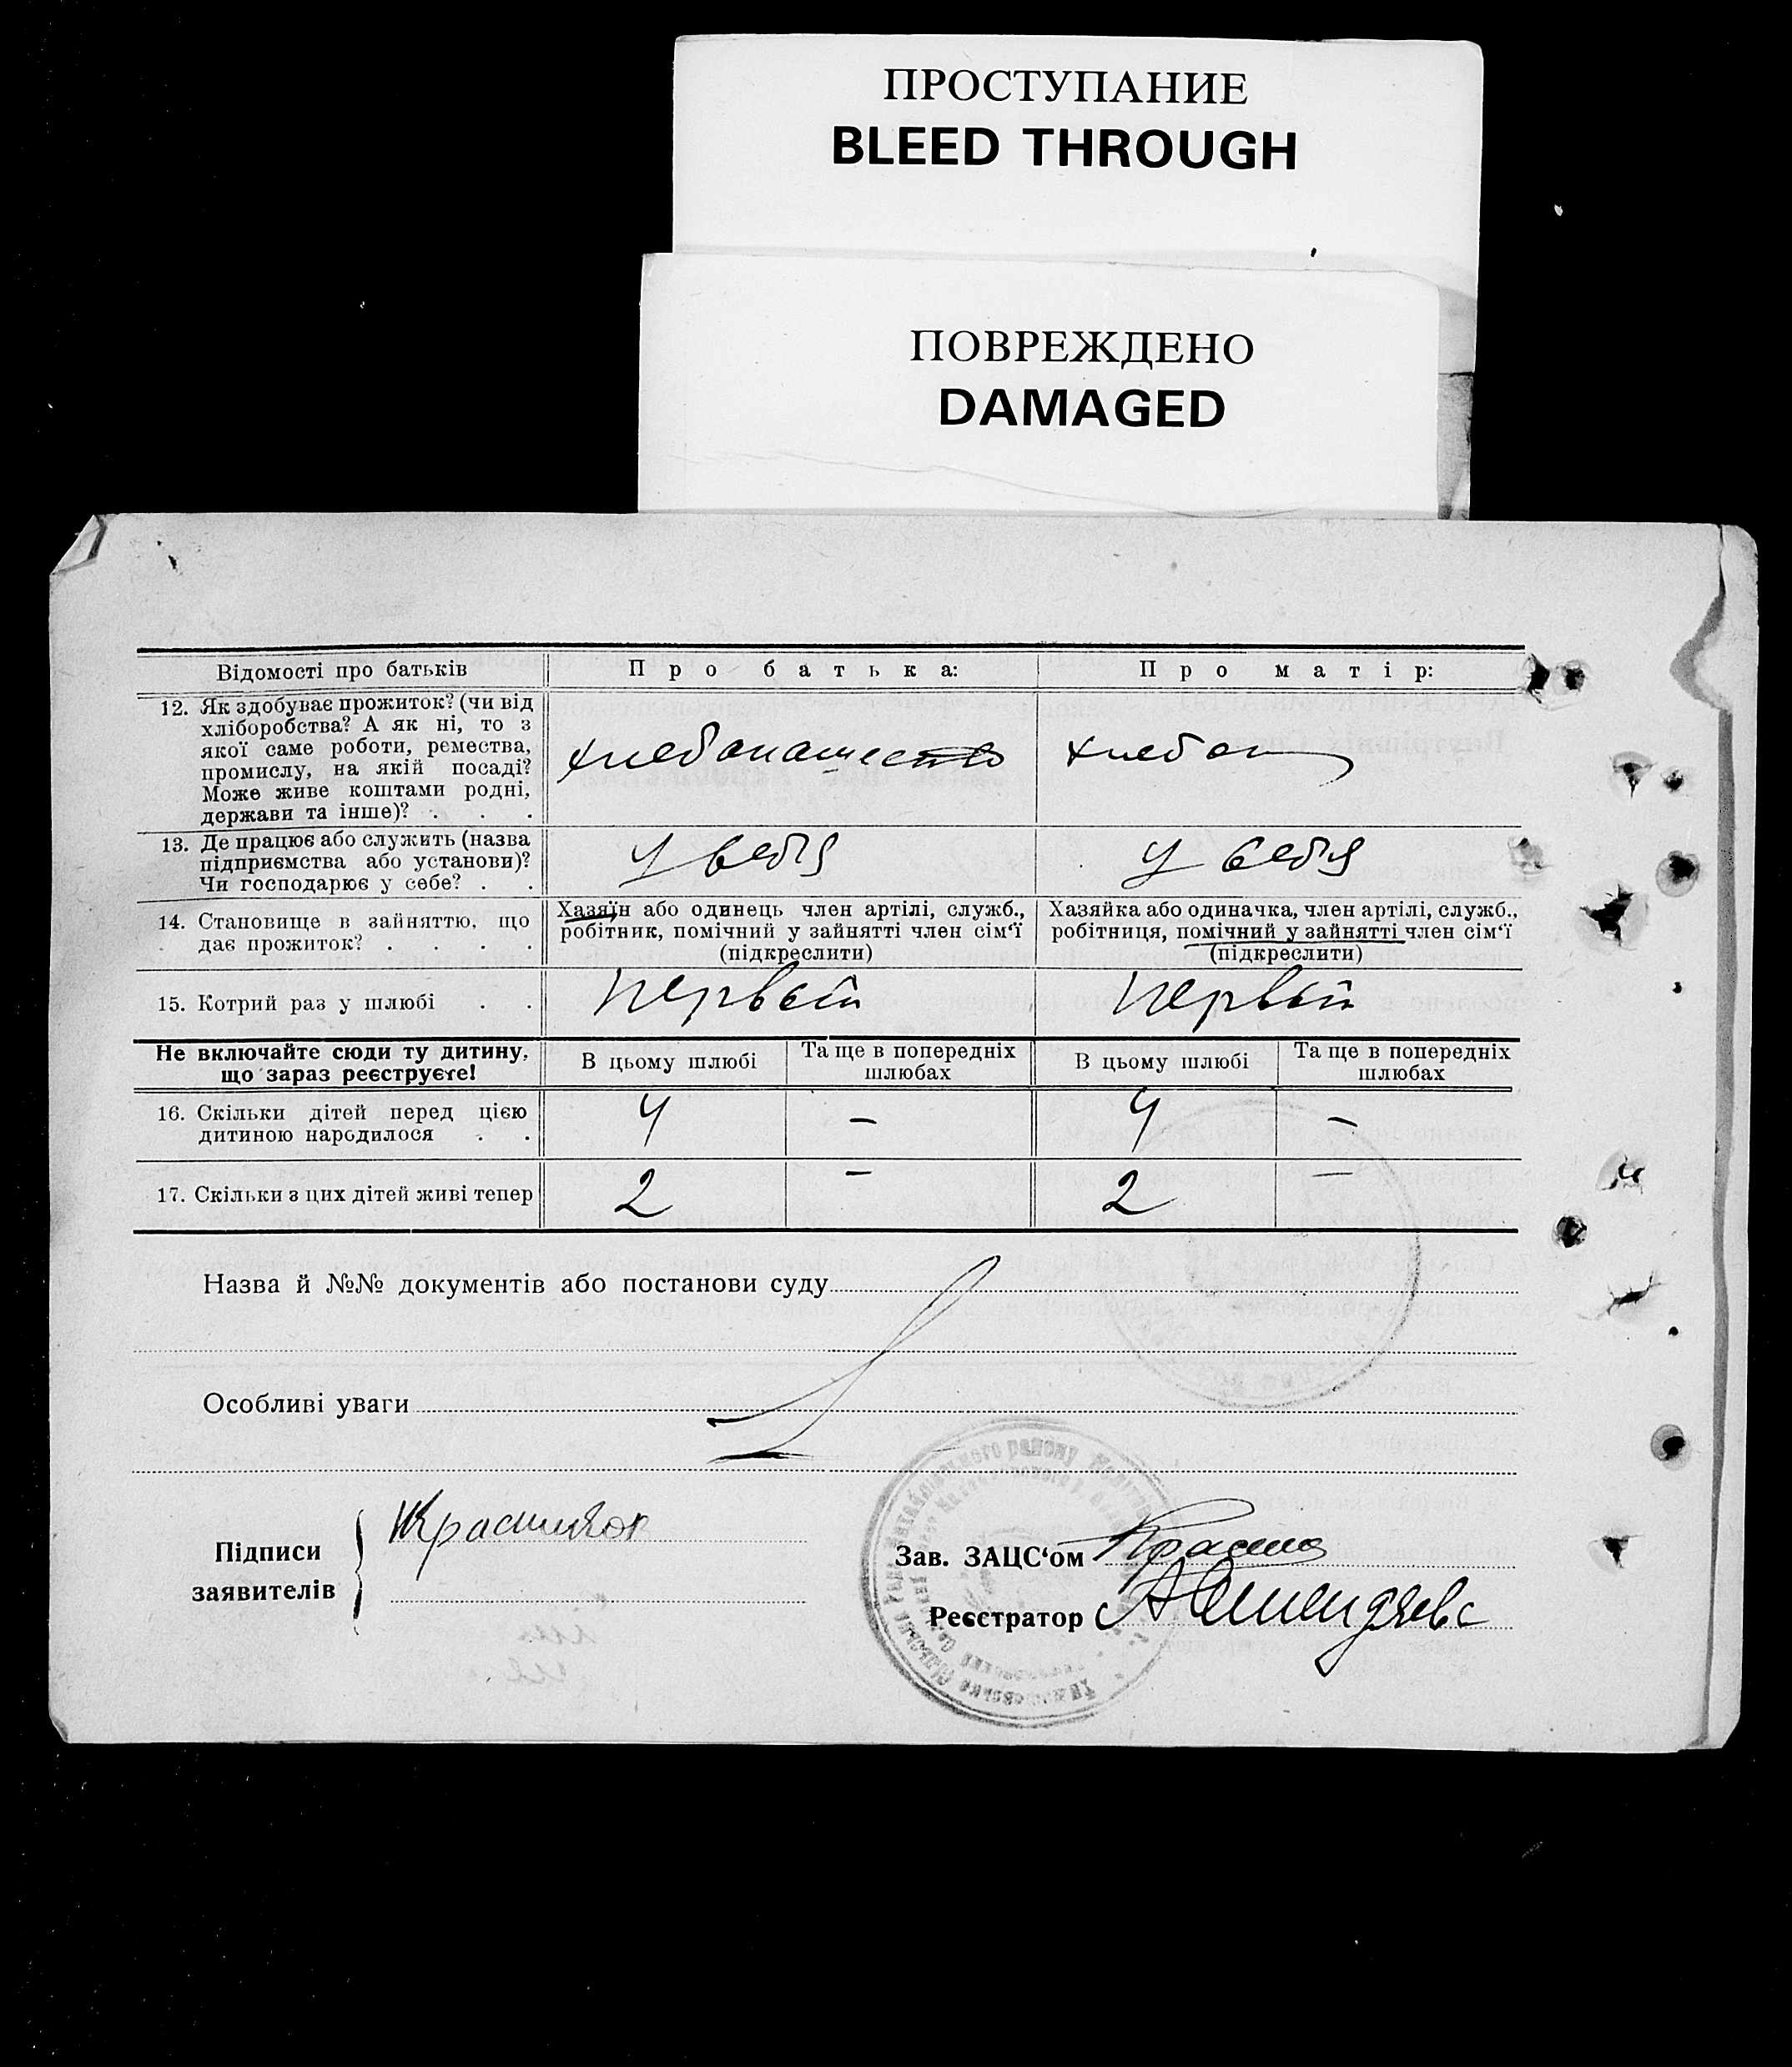 ПРОСТУПАНИЕ
BLEED THROUGH
ПОВРЕЖДЕНО
DAMAGED
Відомості про батьків
Про батька:
Про матір:
12. Як здобуває прожиток? (чи від
хліборобства? А як ні, то з
якої саме роботи, ремества,
промислу, на якій посаді?
Може живе коштами родні,
держави та інше)? . . .
хлебопашество
хлебоп
13. Де працює або служить (назва
підприємства або установи)?
Чи господарює у себе? . .
у себя
у себя
14. Становище в зайняттю, що
дає прожиток? . . . .
Хазяїн або одинець член артілі, служб.,
робітник, помічний у зайнятті член сім‘ї
(підкреслити)
Хазяйка або одиначка, член артілі, служб.,
робітниця, помічний у зайнятті член сім‘ї
(підкреслити)
15. Котрий раз у шлюбі . .
первый
первый
Не включайте сюди ту дитину,
що зараз реєструєте!
В цьому шлюбі
Та ще в попередніх
шлюбах
В цьому шлюбі
Та ще в попередніх
шлюбах
16. Скільки дітей перед цією
дитиною народилося . .
4
–
4
–
17. Скільки з цих дітей живі тепер
2
–
2
–
Назва й №№ документів або постанови суду
Особливі уваги
Підписи
заявителів
Зав. ЗАЦС‘ом
Реєстратор
району